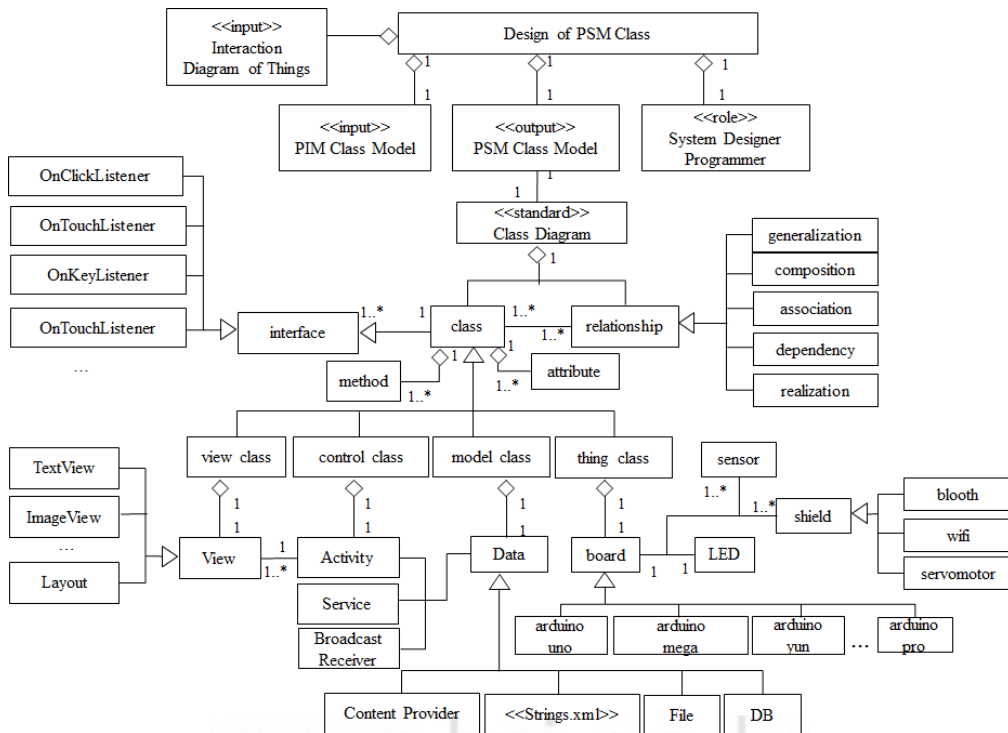 <<input>>
Interaction
Diagram of Things
Design of PSM Class
1
1
1
1
1
1
<<input>>
PIM Class Model
<<output>>
PSM Class Model
<<role>>
System Designer
Programmer
1
1
<<standard>>
Class Diagram
1
OnClickListener
OnTouchListener
OnKeyListener
OnTouchListener
...
interface
1..*
1
class
1..*
1..*
relationship
generalization
composition
association
dependency
realization
method
1
1..*
1
1..*
attribute
view class
control class
model class
thing class
1
1
1
1
1
1
1
1
TextView
ImageView
...
Layout
View
1
1..*
Activity
Service
Broadcast
Receiver
Data
board
1
1
LED
sensor
1..*
1..*
shield
blooth
wifi
servomotor
arduino
uno
arduino
mega
arduino
yun
...
arduino
pro
Content Provider
<<Strings.xml>>
File
DB